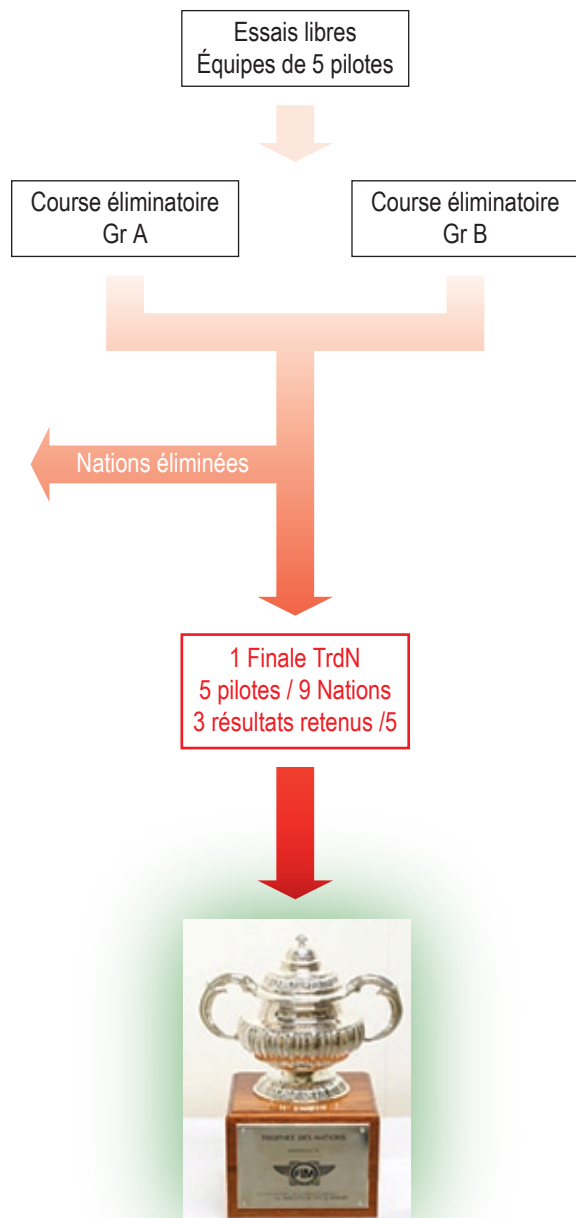 Essais libres
Équipes de 5 pilotes
Course éliminatoire
Gr A
Course éliminatoire
Gr B
Nations éliminées
1 Finale TrdN
5 pilotes / 9 Nations
3 résultats retenus /5
TROPHEE DES NATIONS
FIM